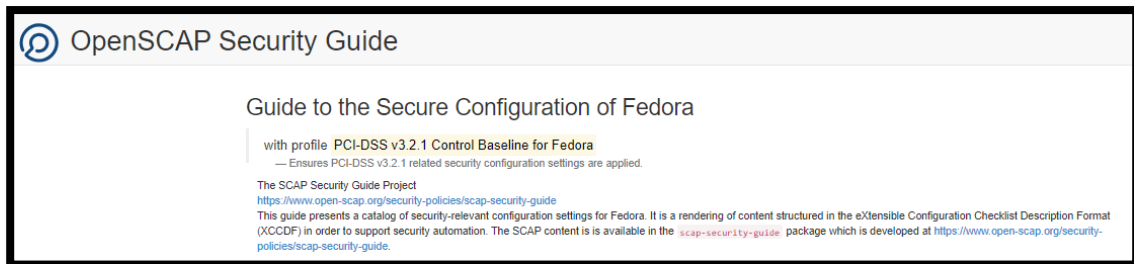 OpenSCAP Security Guide
Guide to the Secure Configuration of Fedora
with profile PCI-DSS v3.2.1 Control Baseline for Fedora
— Ensures PCI-DSS v3.2.1 related security configuration settings are applied.
The SCAP Security Guide Project
https://www.open-scap.org/security-policies/scap-security-guide
This guide presents a catalog of security-relevant configuration settings for Fedora. It is a rendering of content structured in the eXtensible Configuration Checklist Description Format
(XCCDF) in order to support security automation. The SCAP content is is available in the scap-security-guide package which is developed at https://www.open-scap.org/security-
policies/scap-security-guide.